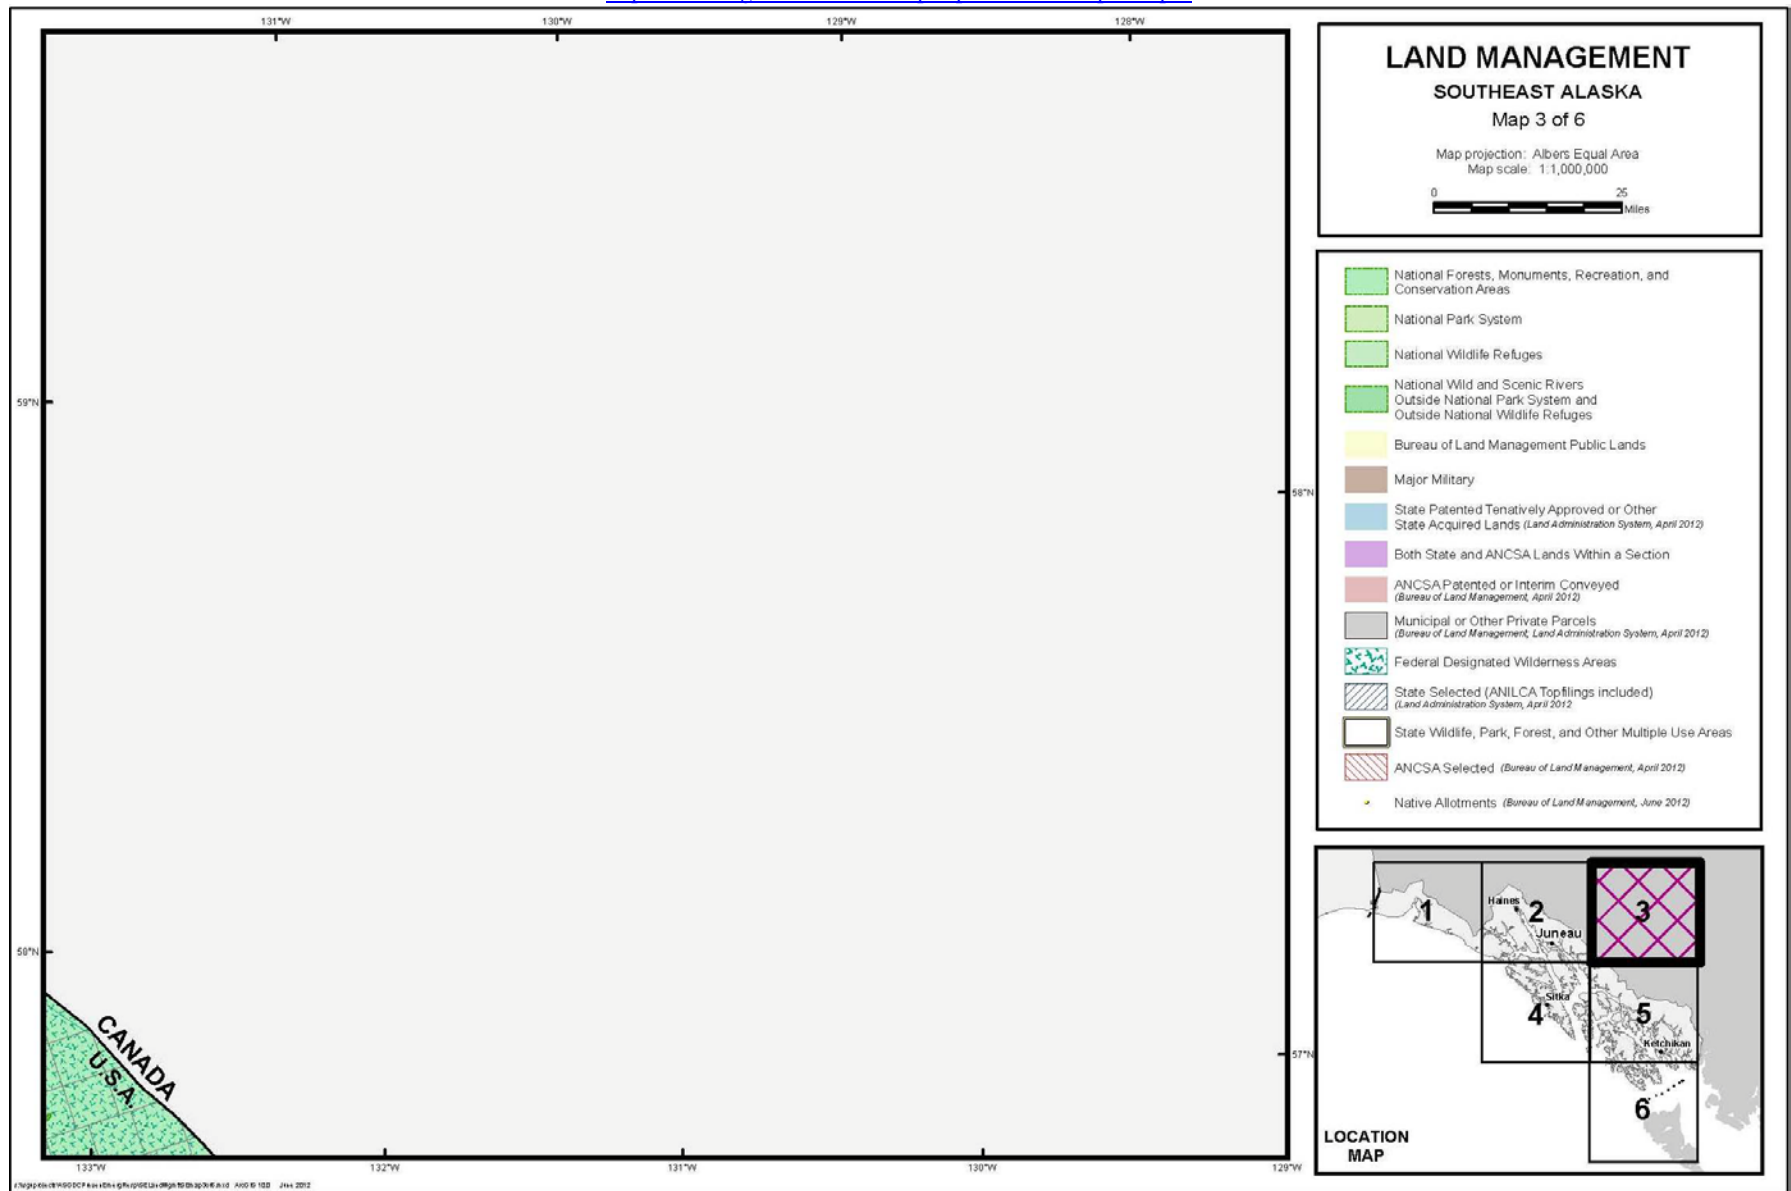 131°W 130°W 129°W 128°W
LAND MANAGEMENT
SOUTHEAST ALASKA
Map 3 of 6
Map projection: Albers Equal Area
Map scale: 1:1,000,000
0 25
Miles
National Forests, Monuments, Recreation, and
Conservation Areas
National Park System
National Wildlife Refuges
National Wild and Scenic Rivers
Outside National Park System and
Outside National Wildlife Refuges
Bureau of Land Management Public Lands
Major Military
State Patented Tenatively Approved or Other
State Acquired Lands (Land Administration System, April 2012)
Both State and ANCSA Lands Within a Section
ANCSA Patented or Interim Conveyed
(Bureau of Land Management, April 2012)
Municipal or Other Private Parcels
(Bureau of Land Management, Land Administration System, April 2012)
Federal Designated Wilderness Areas
State Selected (ANILCA Topfilings included)
(Land Administration System, April 2012
State Wildlife, Park, Forest, and Other Multiple Use Areas
ANCSA Selected (Bureau of Land Management, April 2012)
Native Allotments (Bureau of Land Management, June 2012)
59°N
58°N
58°N
57°N
CANADA
U.S.A.
133°W 132°W 131°W 130°W 129°W
1
Haines
2
Juneau
3
Sitka
4
5
Ketchikan
6
LOCATION
MAP
June 2012